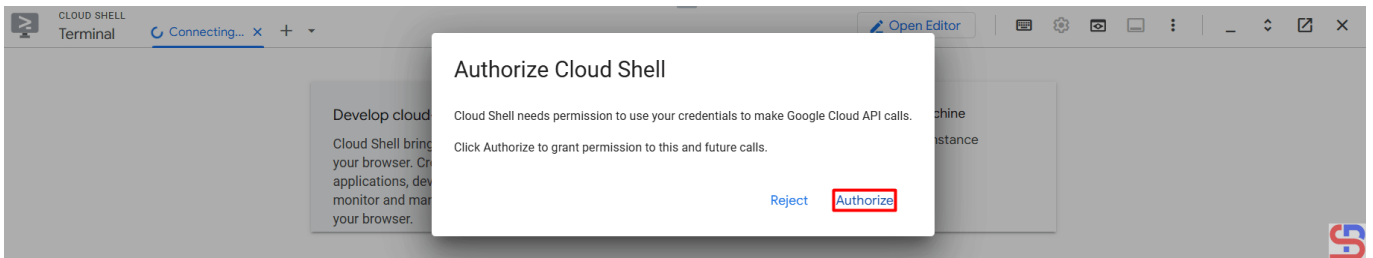 CLOUD SHELL
Terminal
Connecting...
Open Editor
Authorize Cloud Shell
Cloud Shell needs permission to use your credentials to make Google Cloud API calls.
Click Authorize to grant permission to this and future calls.
Reject
Authorize
Develop cloud
Cloud Shell bring
your browser. Cr
applications, dev
monitor and mar
your browser.
chine
nstance